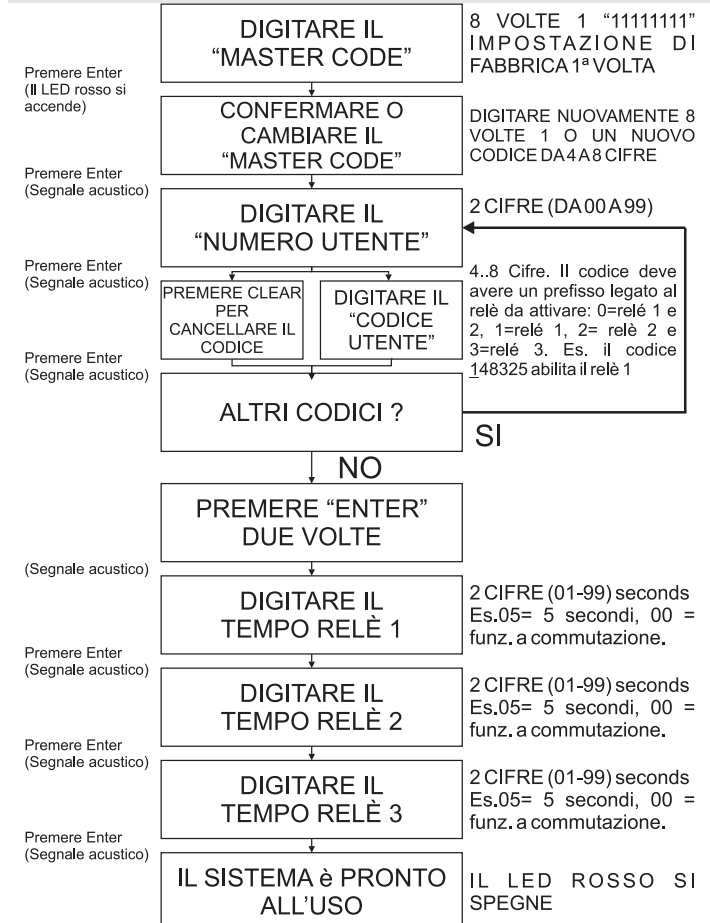 DIGITARE IL
“MASTER CODE”
8 VOLTE 1 “11111111”
IMPOSTAZIONE DI
FABBRICA 1ª VOLTA
Premere Enter
(Il LED rosso si
accende)
CONFERMARE O
CAMBIARE IL
“MASTER CODE”
DIGITARE NUOVAMENTE 8
VOLTE 1 O UN NUOVO
CODICE DA 4 A 8 CIFRE
Premere Enter
(Segnale acustico)
DIGITARE IL
“NUMERO UTENTE”
2 CIFRE (DA 00 A 99)
Premere Enter
(Segnale acustico)
PREMERE CLEAR
PER
CANCELLARE IL
CODICE
DIGITARE IL
“CODICE
UTENTE”
4..8 Cifre. Il codice deve
avere un prefisso legato al
relè da attivare: 0=relé 1 e
2, 1=relé 1, 2= relè 2 e
3=relé 3. Es. il codice
148325 abilita il relè 1
Premere Enter
(Segnale acustico)
ALTRI CODICI ?
SI
NO
PREMERE “ENTER”
DUE VOLTE
(Segnale acustico)
DIGITARE IL
TEMPO RELÈ 1
2 CIFRE (01-99) seconds
Es.05= 5 secondi, 00 =
funz. a commutazione.
Premere Enter
(Segnale acustico)
DIGITARE IL
TEMPO RELÈ 2
2 CIFRE (01-99) seconds
Es.05= 5 secondi, 00 =
funz. a commutazione.
Premere Enter
(Segnale acustico)
DIGITARE IL
TEMPO RELÈ 3
2 CIFRE (01-99) seconds
Es.05= 5 secondi, 00 =
funz. a commutazione.
Premere Enter
(Segnale acustico)
IL SISTEMA è PRONTO
ALL’USO
IL LED ROSSO SI
SPEGNE